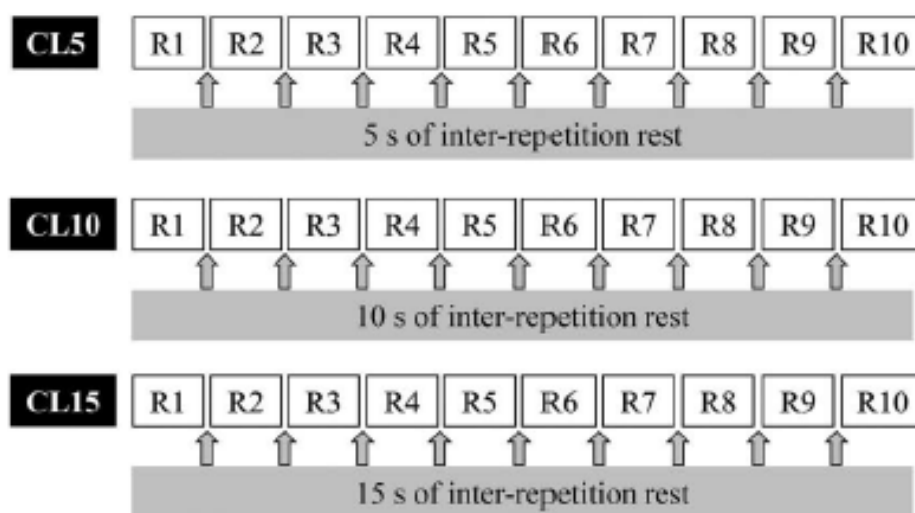 CL5 R1 R2 R3 R4 R5 R6 R7 R8 R9 R10
5 s of inter-repetition rest
CL10 R1 R2 R3 R4 R5 R6 R7 R8 R9 R10
10 s of inter-repetition rest
CL15 R1 R2 R3 R4 R5 R6 R7 R8 R9 R10
15 s of inter-repetition rest